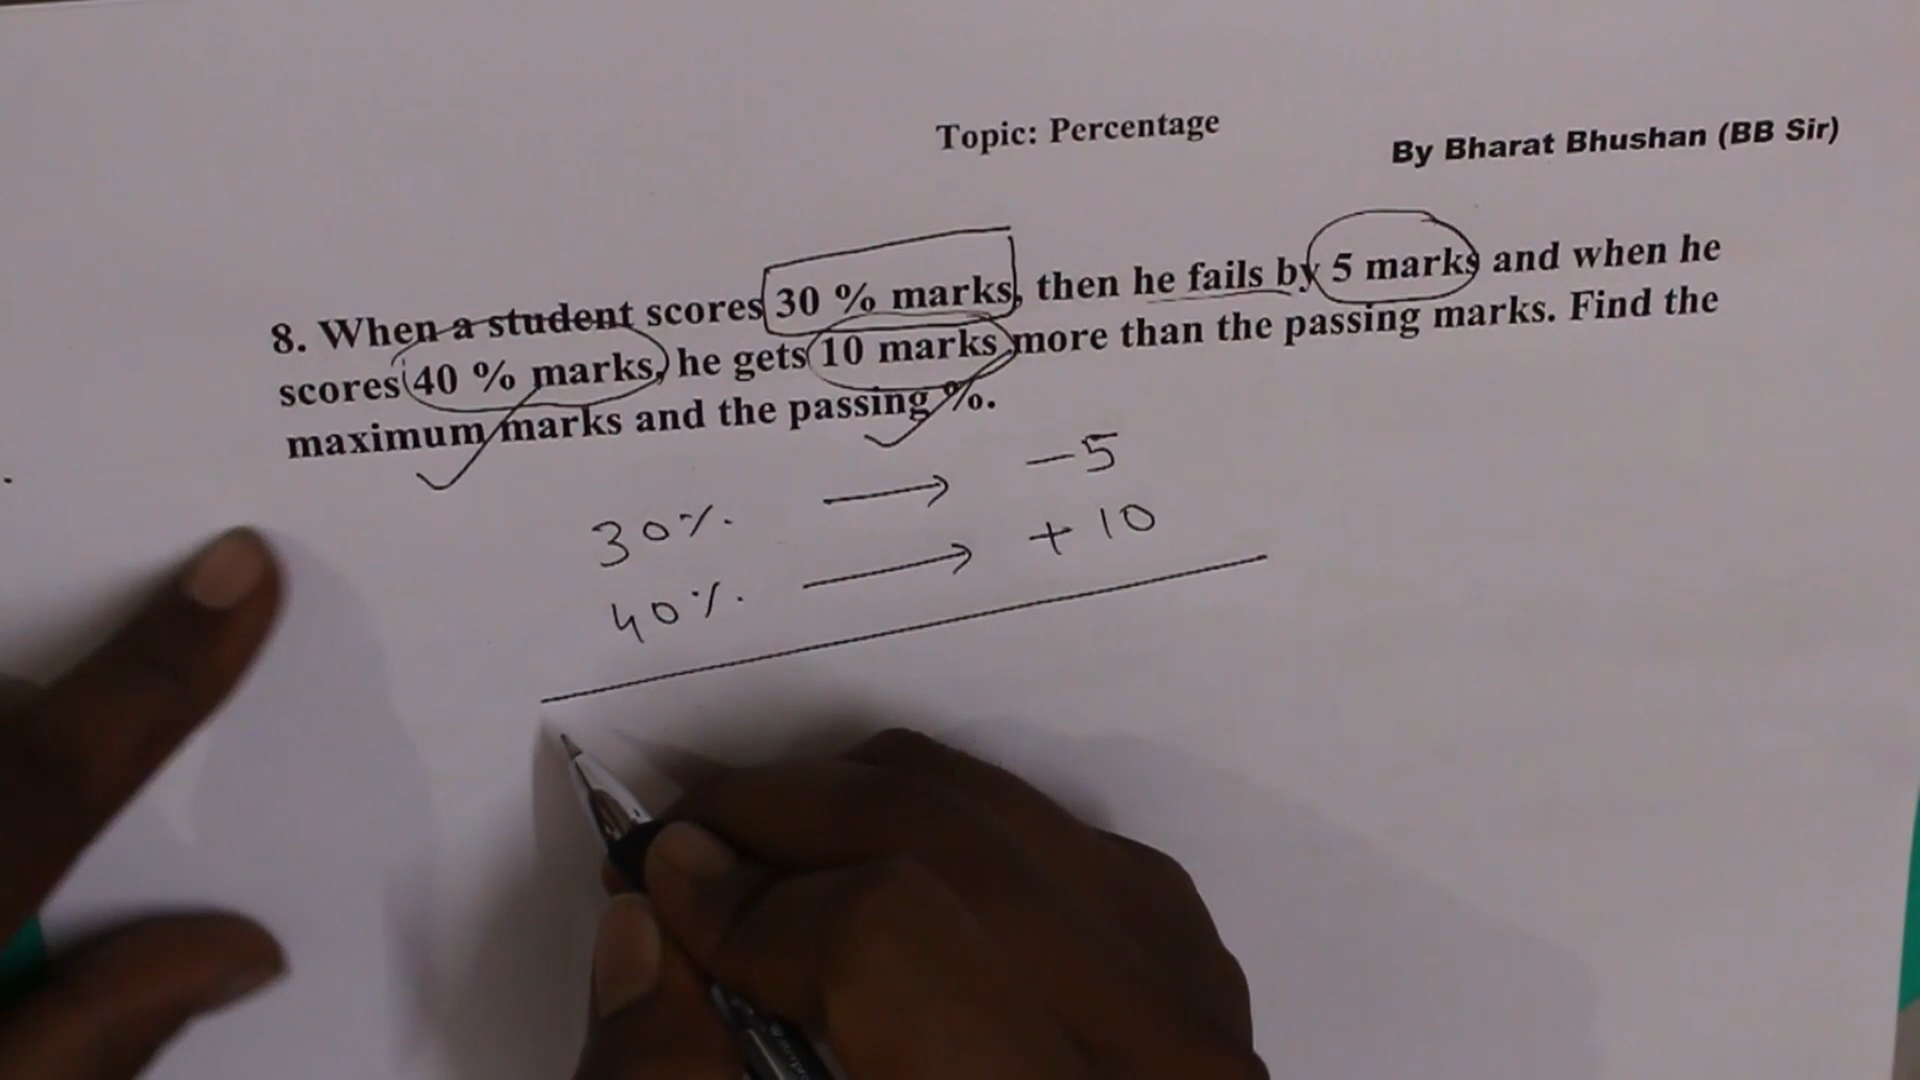 Topic: Percentage
By Bharat Bhushan (BB Sir)
8. When a student scores 30 % marks, then he fails by 5 marks and when he
scores 40 % marks, he gets 10 marks more than the passing marks. Find the
maximum marks and the passing %.
30% → -5
40% → +10